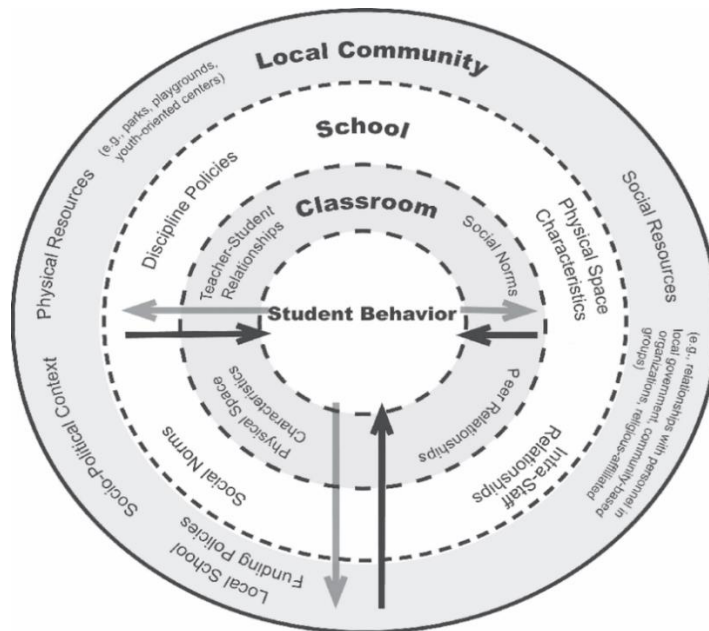 Local Community
(e.g., parks, playgrounds,
youth-oriented centers)
Physical Resources
Social Resources
(e.g., relationships with personnel in
local government, community-based
organizations, religious-affiliated
groups)
Socio-Political Context
Local School
Funding Policies
School
Discipline Policies
Physical Space
Characteristics
Social Norms
Intra-Staff
Relationships
Classroom
Teacher-Student
Relationships
Social Norms
Physical Space
Characteristics
Peer Relationships
Student Behavior